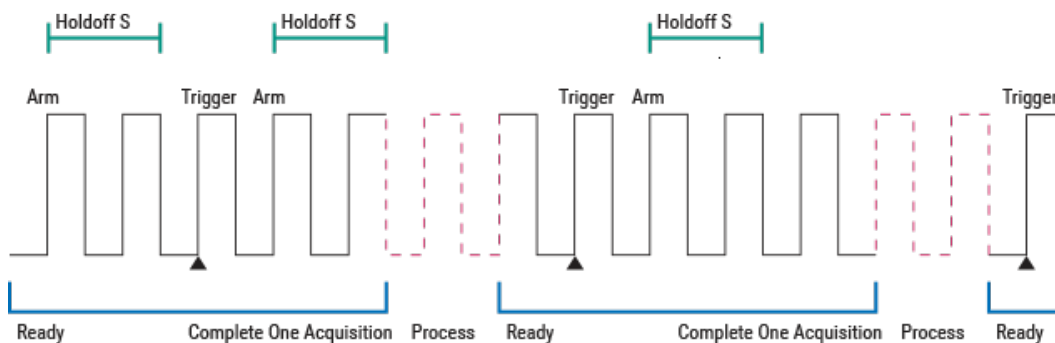 Holdoff S Holdoff S Holdoff S
Arm Trigger Arm Trigger Arm Trigger
Ready Complete One Acquisition Process Ready Complete One Acquisition Process Ready